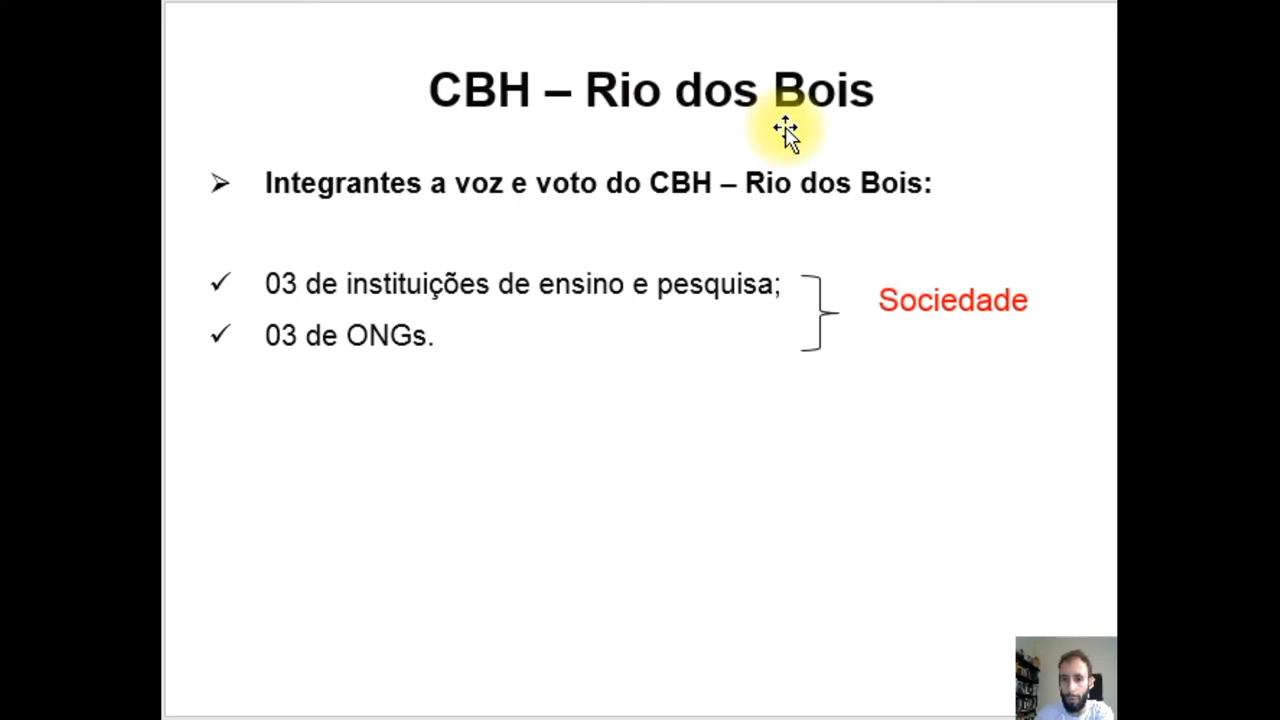 CBH – Rio dos Bois
Integrantes a voz e voto do CBH – Rio dos Bois:
03 de instituições de ensino e pesquisa;
Sociedade
03 de ONGs.